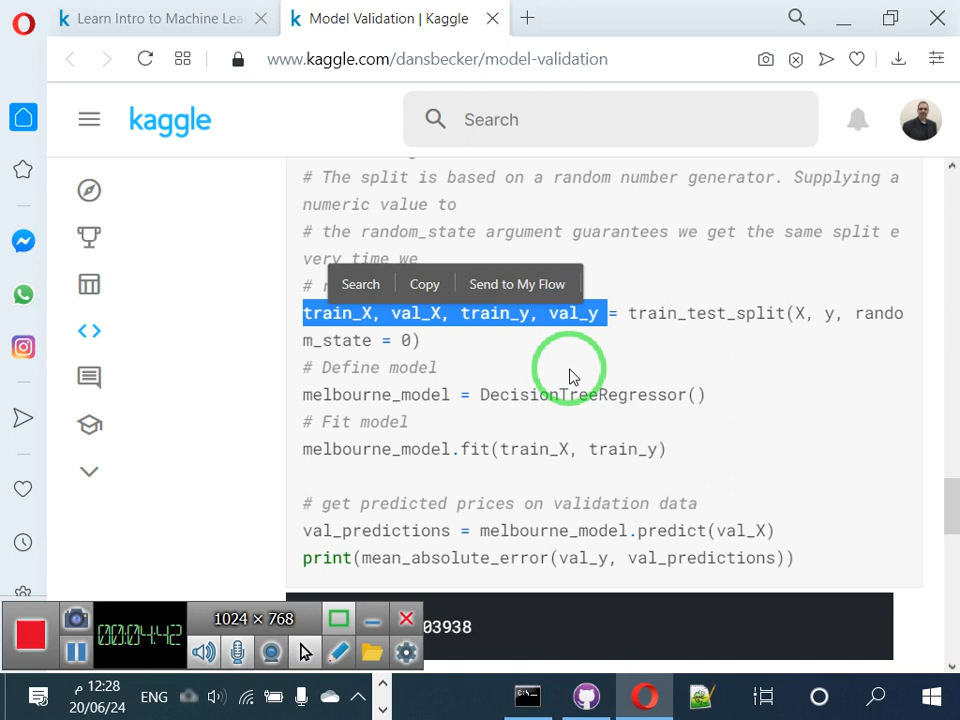 Learn Intro to Machine Lea
Model Validation | Kaggle
www.kaggle.com/dansbecker/model-validation
kaggle
Search
# The split is based on a random number generator. Supplying a
numeric value to
# the random_state argument guarantees we get the same split e
very time we
Search Copy Send to My Flow
train_X, val_X, train_y, val_y = train_test_split(X, y, rando
m_state = 0)
# Define model
melbourne_model = DecisionTreeRegressor()
# Fit model
melbourne_model.fit(train_X, train_y)
# get predicted prices on validation data
val_predictions = melbourne_model.predict(val_X)
print(mean_absolute_error(val_y, val_predictions))
03938
1024 × 768
00:04:42
12:28 م
20/06/24
ENG